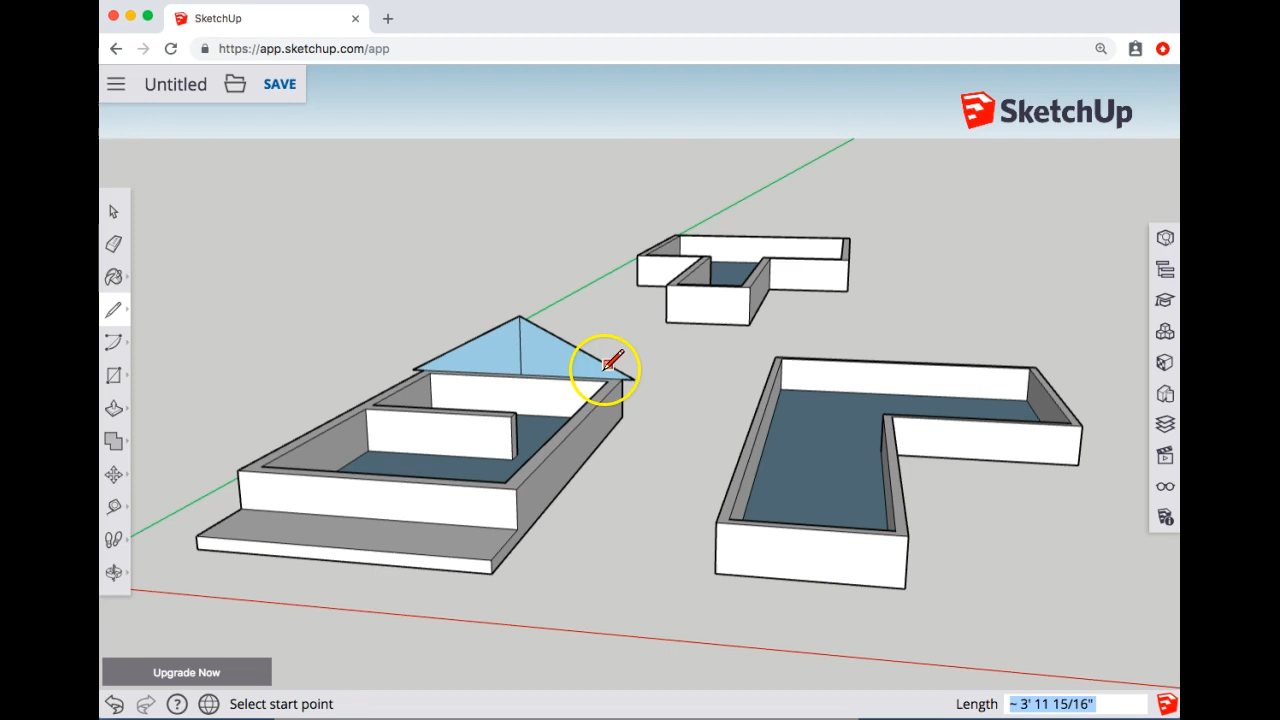 SketchUp
https://app.sketchup.com/app
Untitled
SAVE
SketchUp
Upgrade Now
Select start point
Length
~ 3' 11 15/16"